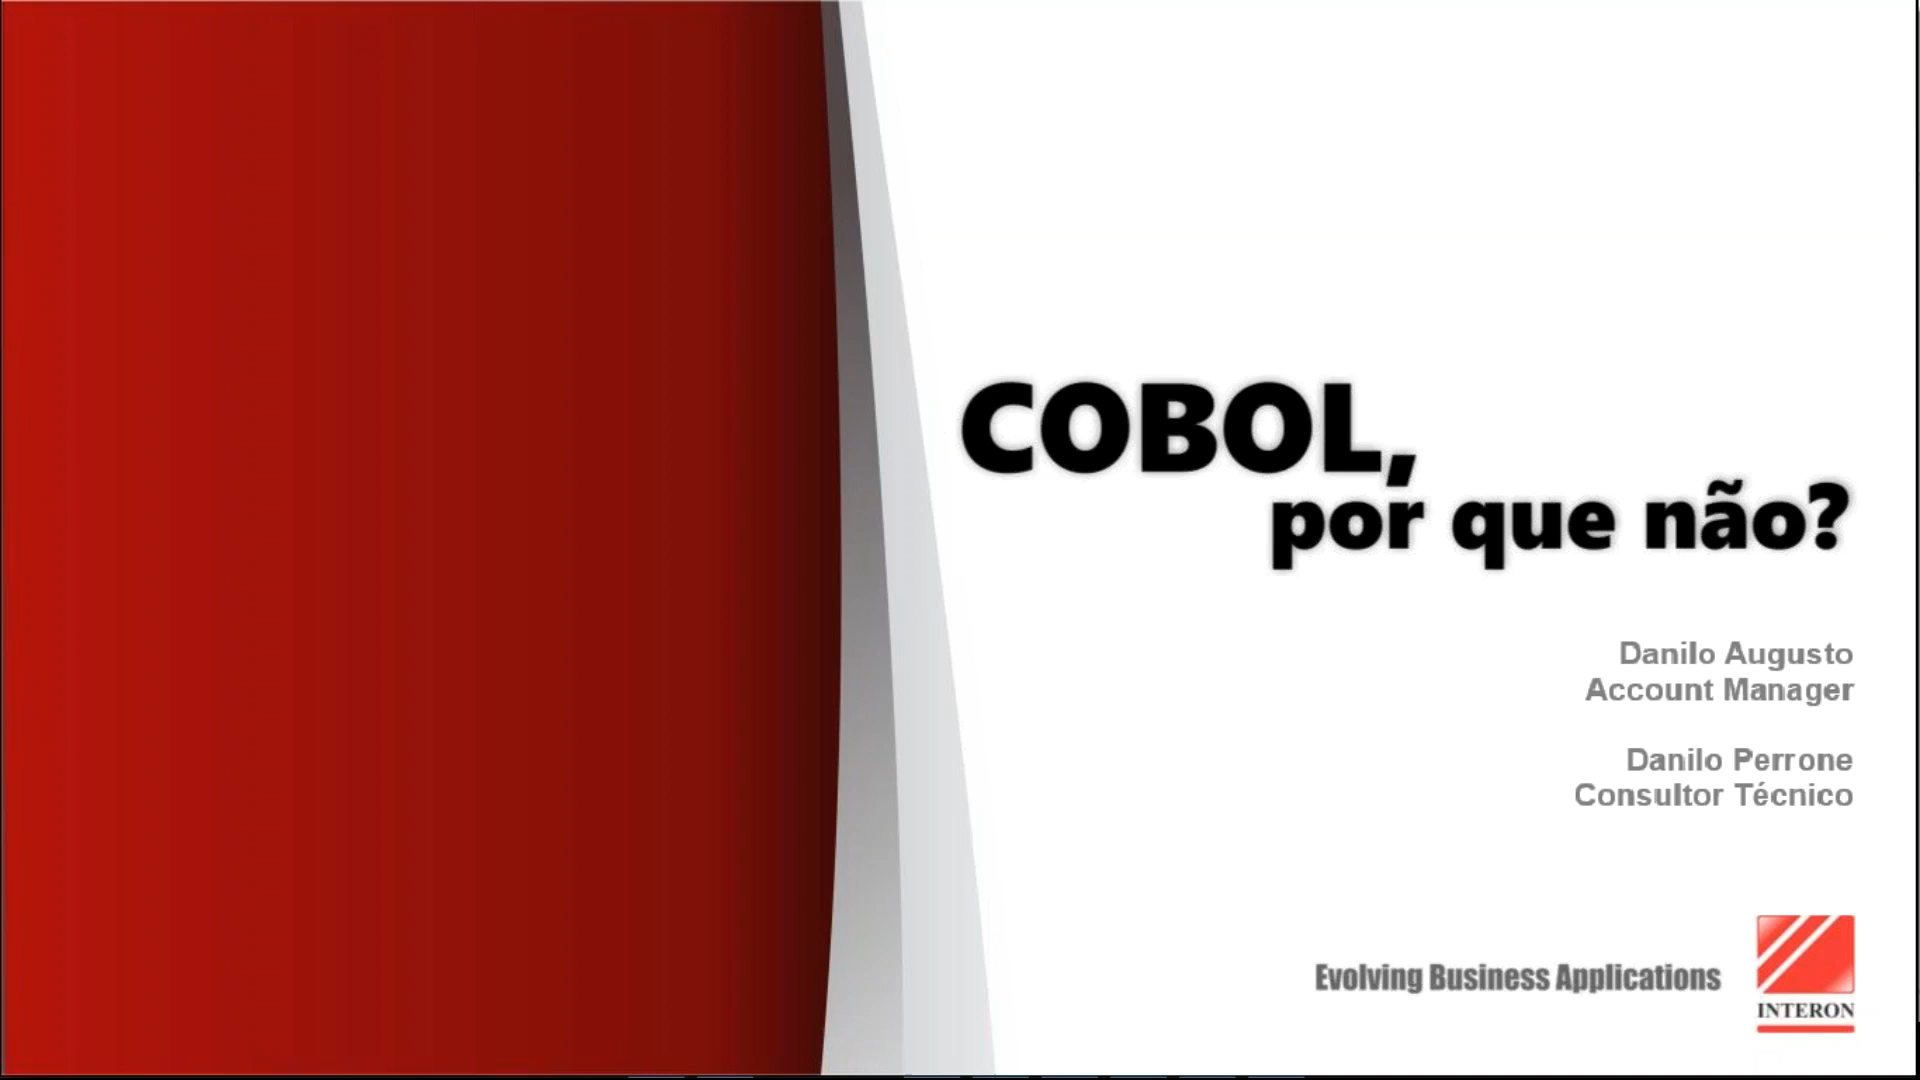 COBOL,
por que não?
Danilo Augusto
Account Manager
Danilo Perrone
Consultor Técnico
Evolving Business Applications
INTERON